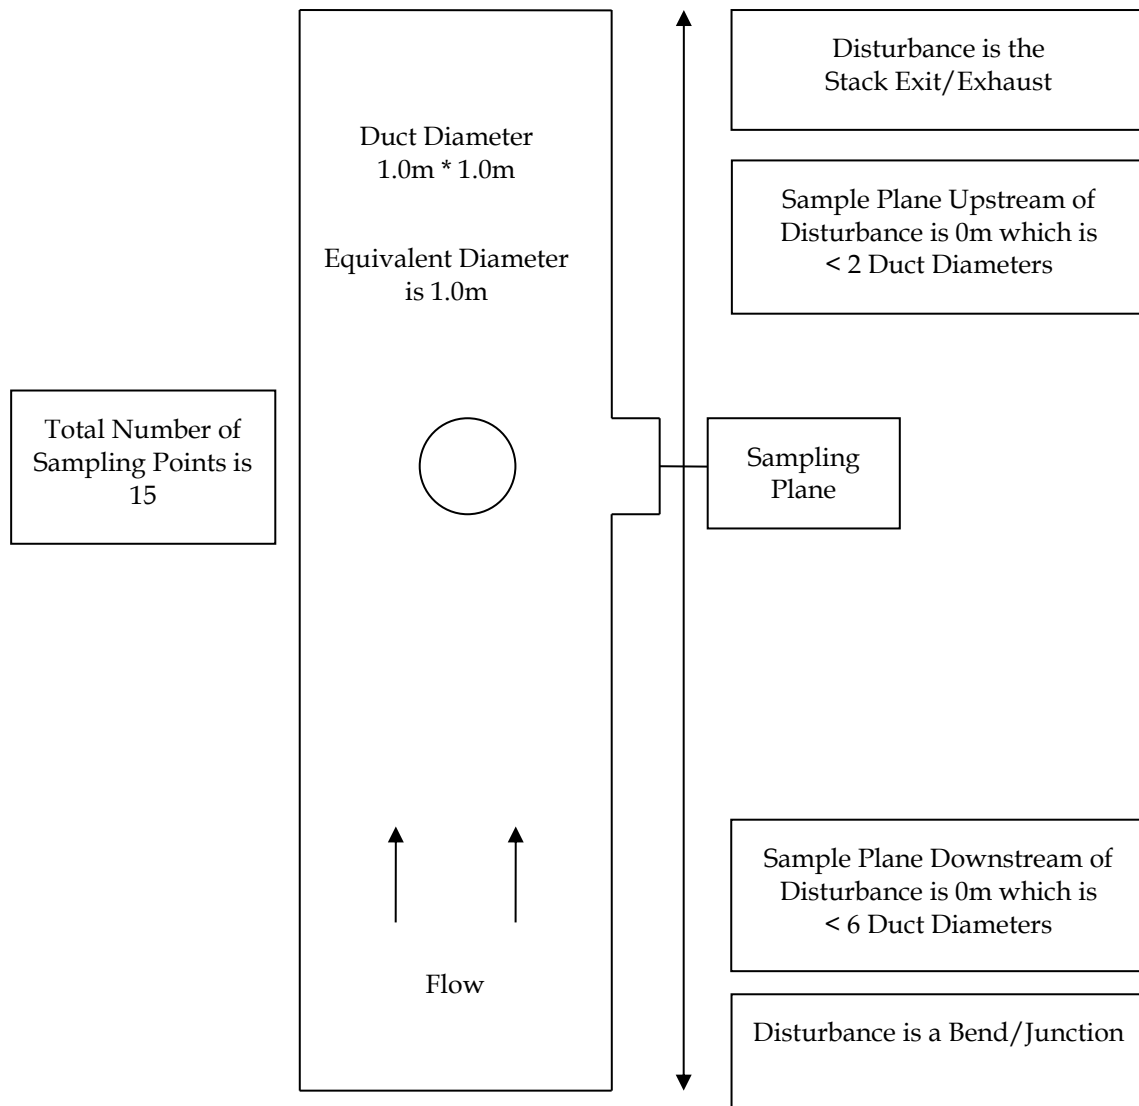 Disturbance is the
Stack Exit/Exhaust
Duct Diameter
1.0m * 1.0m
Sample Plane Upstream of
Disturbance is 0m which is
< 2 Duct Diameters
Equivalent Diameter
is 1.0m
Total Number of
Sampling Points is
15
Sampling
Plane
Sample Plane Downstream of
Disturbance is 0m which is
< 6 Duct Diameters
Flow
Disturbance is a Bend/Junction